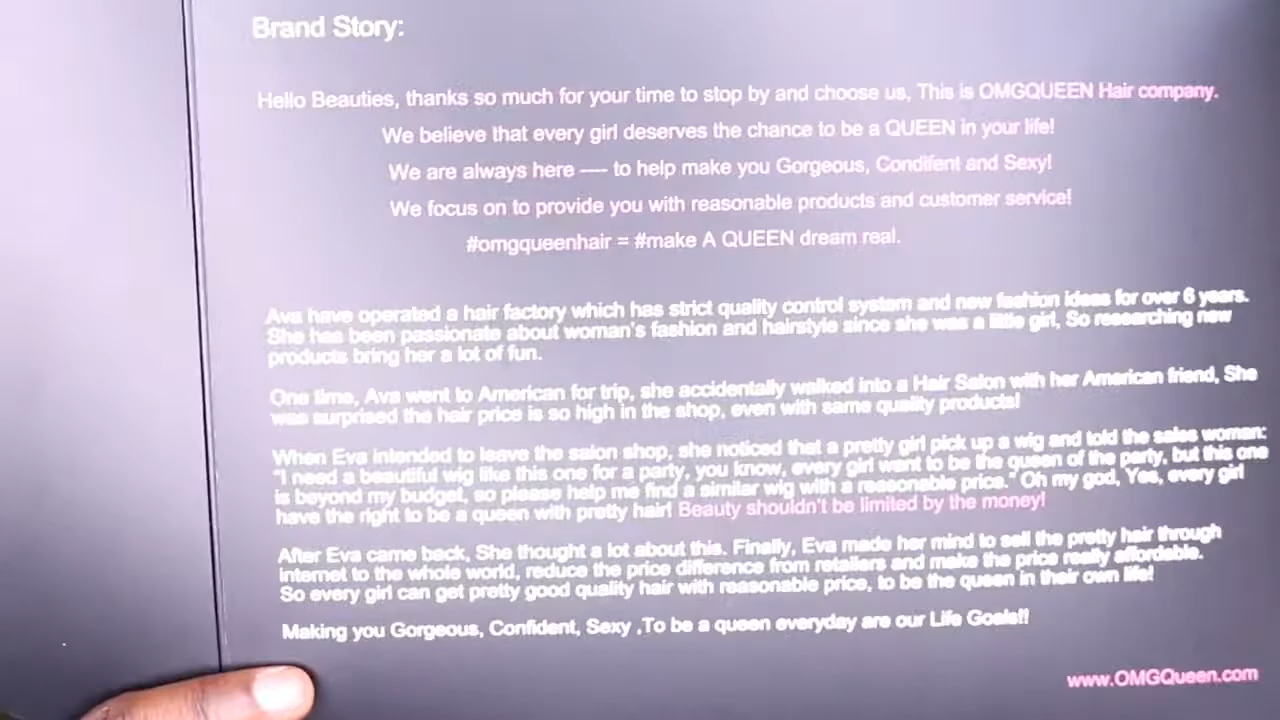 Brand Story:
Hello Beauties, thanks so much for your time to stop by and choose us, This is OMGQUEEN Hair company.
We believe that every girl deserves the chance to be a QUEEN in your life!
We are always here ---- to help make you Gorgeous, Condifent and Sexy!
We focus on to provide you with reasonable products and customer service!
#omgqueenhair = #make A QUEEN dream real.
Ava have operated a hair factory which has strict quality control system and new fashion ideas for over 6 years.
She has been passionate about woman's fashion and hairstyle since she was a little girl, So researching new
products bring her a lot of fun.
One time, Ava went to American for trip, she accidentally walked into a Hair Salon with her American friend, She
was surprised the hair price is so high in the shop, even with same quality products!
When Eva intended to leave the salon shop, she noticed that a pretty girl pick up a wig and told the sales woman:
"I need a beautiful wig like this one for a party, you know, every girl want to be the queen of the party, but this one
is beyond my budget, so please help me find a similar wig with a reasonable price." Oh my god, Yes, every girl
have the right to be a queen with pretty hair! Beauty shouldn't be limited by the money!
After Eva came back, She thought a lot about this. Finally, Eva made her mind to sell the pretty hair through
internet to the whole world, reduce the price difference from retailers and make the price really affordable.
So every girl can get pretty good quality hair with reasonable price, to be the queen in their own life!
Making you Gorgeous, Confident, Sexy ,To be a queen everyday are our Life Goals!!
www.OMGQueen.com